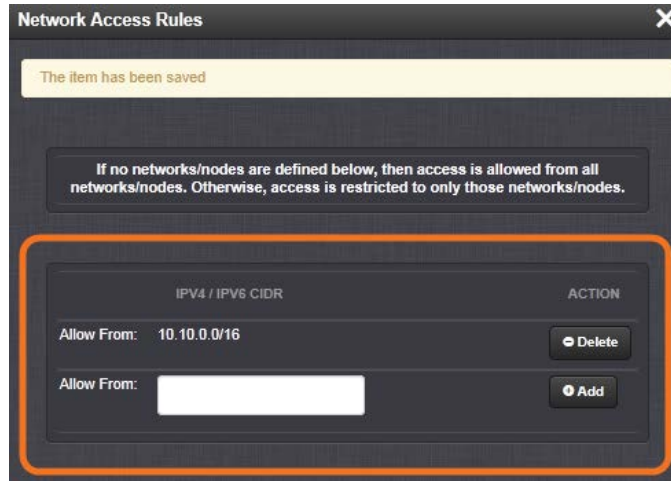 Network Access Rules
The item has been saved
If no networks/nodes are defined below, then access is allowed from all
networks/nodes. Otherwise, access is restricted to only those networks/nodes.
IPV4 / IPV6 CIDR ACTION
Allow From: 10.10.0.0/16 Delete
Allow From: Add